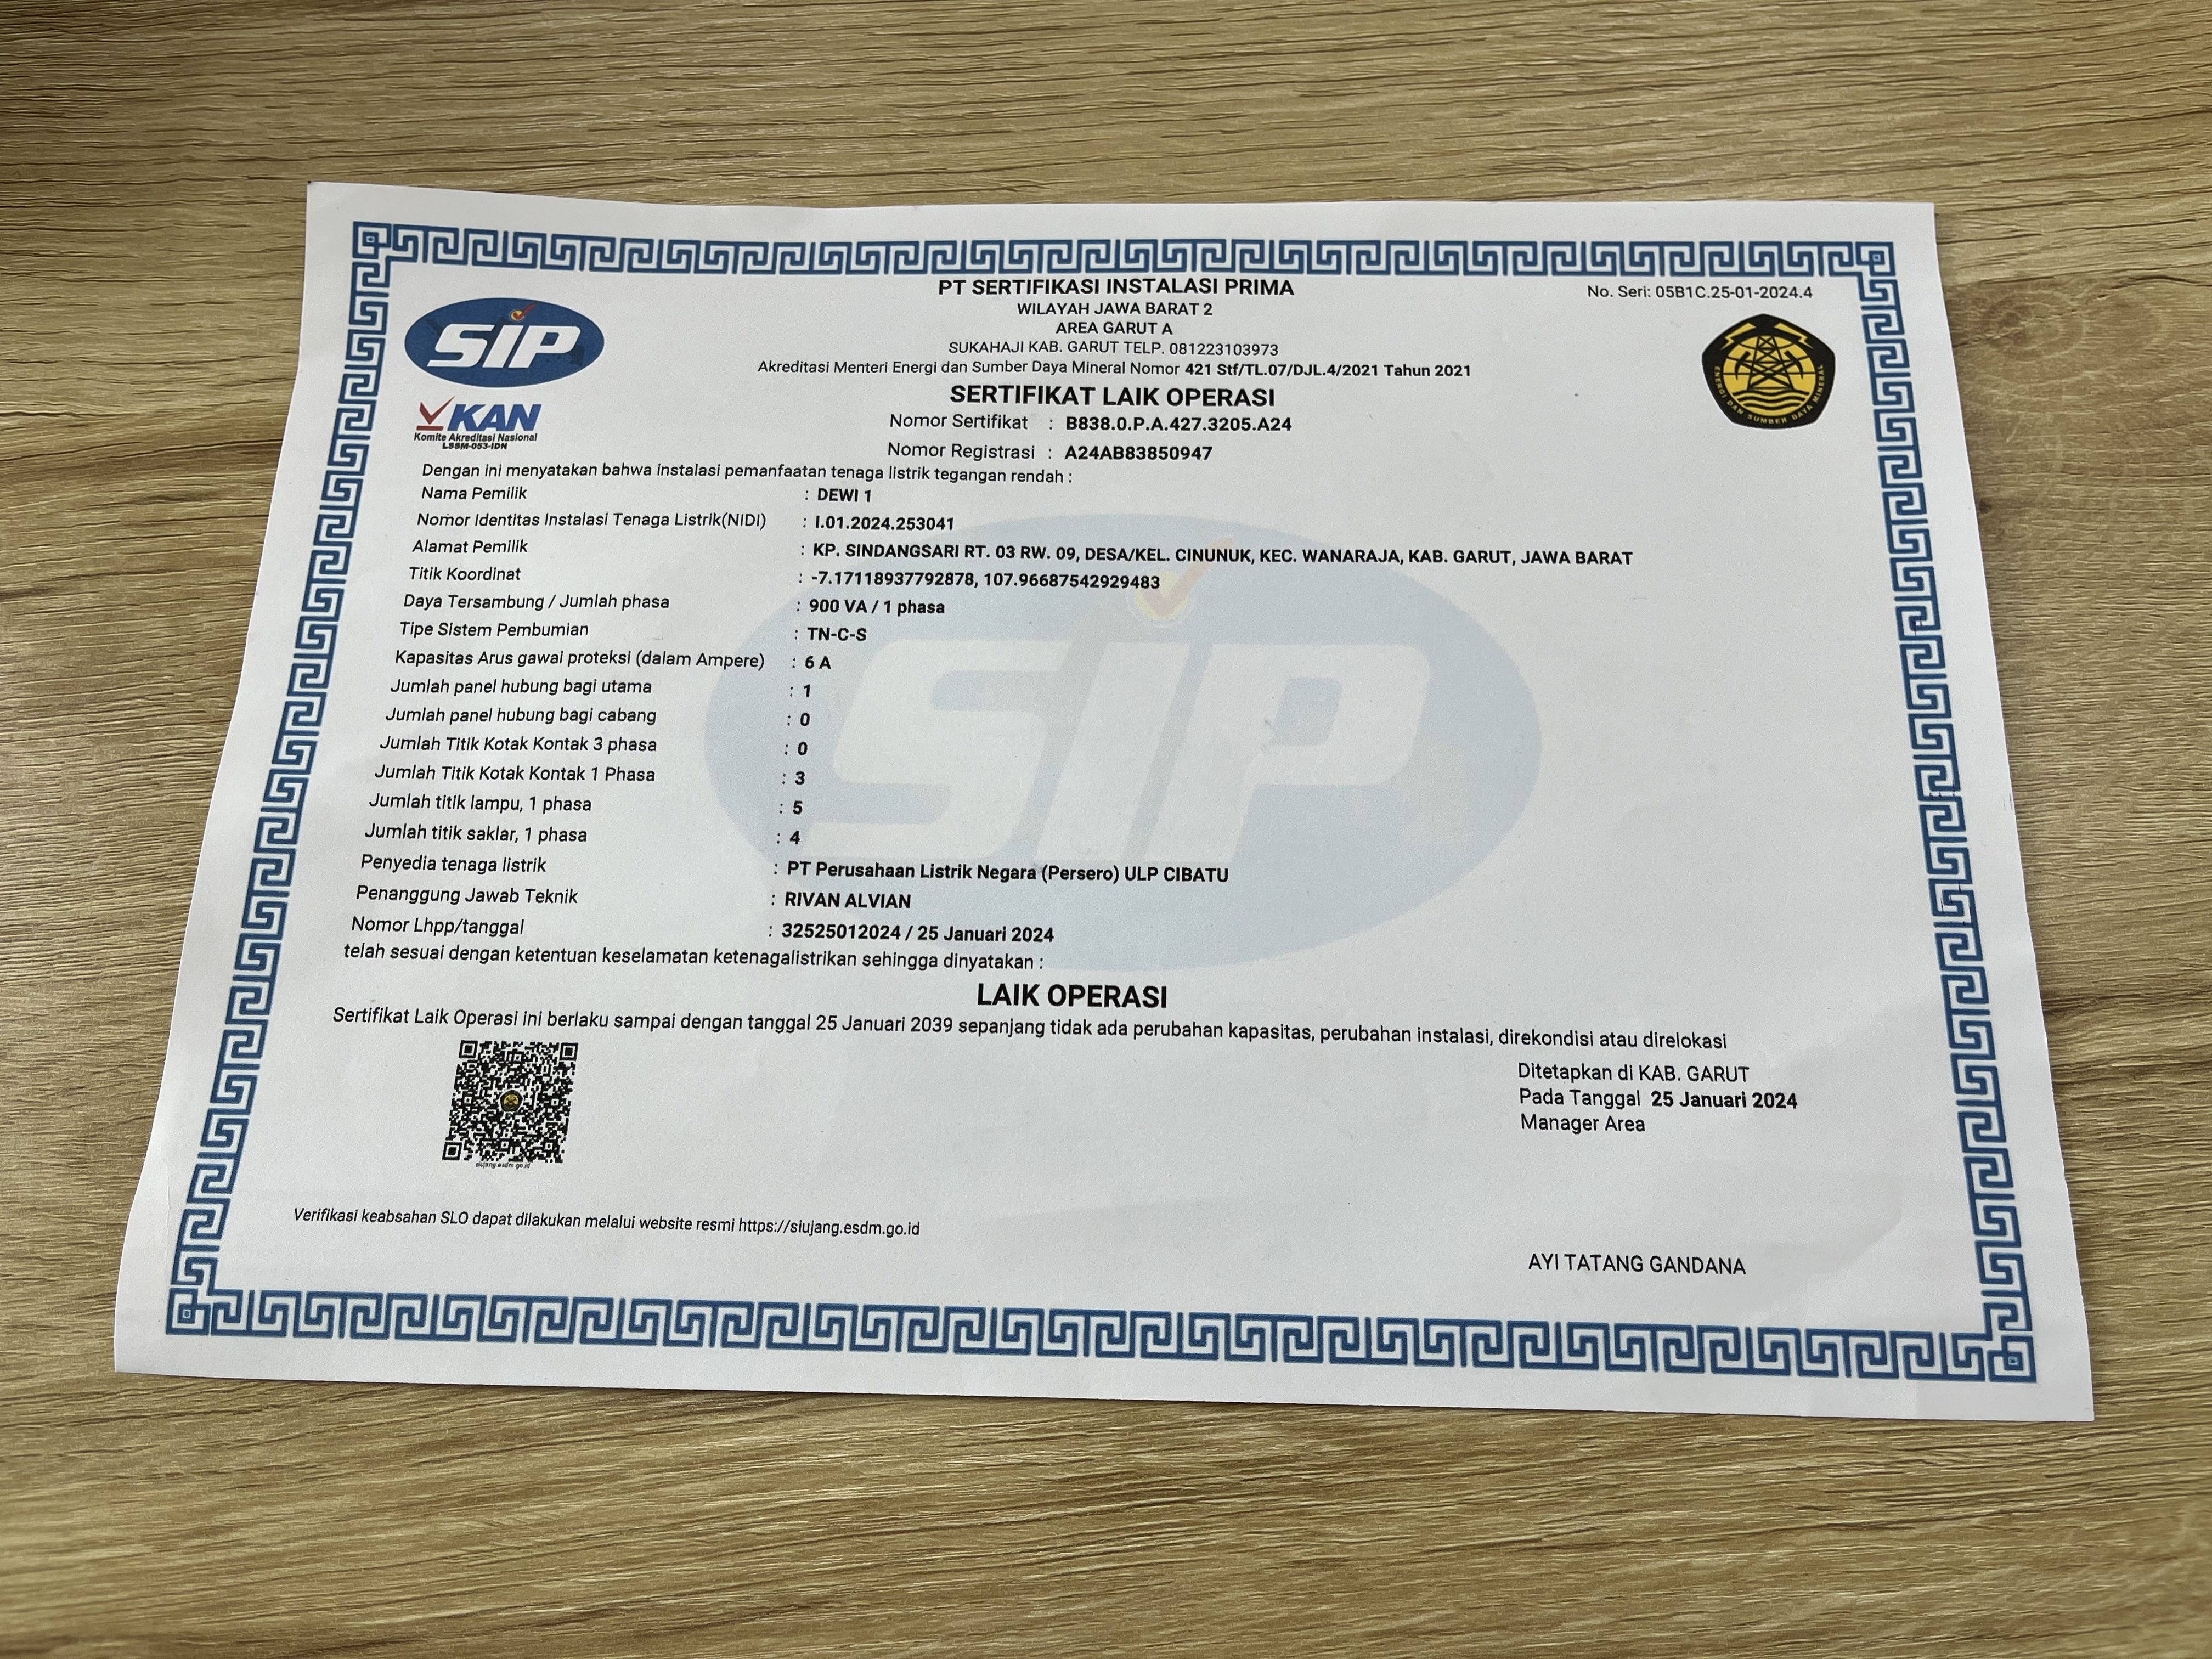 PT SERTIFIKASI INSTALASI PRIMA
WILAYAH JAWA BARAT 2
AREA GARUT A
SUKAHAJI KAB. GARUT TELP. 081223103973
Akreditasi Menteri Energi dan Sumber Daya Mineral Nomor 421 Stf/TL.07/DJL.4/2021 Tahun 2021
No. Seri: 05B1C.25-01-2024.4
SIP
KAN
Komite Akreditasi Nasional
LSSM-053-IDN
ENERGI DAN SUMBER DAYA MINERAL
SERTIFIKAT LAIK OPERASI
Nomor Sertifikat : B838.0.P.A.427.3205.A24
Nomor Registrasi : A24AB83850947
Dengan ini menyatakan bahwa instalasi pemanfaatan tenaga listrik tegangan rendah :
Nama Pemilik : DEWI 1
Nomor Identitas Instalasi Tenaga Listrik(NIDI) : I.01.2024.253041
Alamat Pemilik : KP. SINDANGSARI RT. 03 RW. 09, DESA/KEL. CINUNUK, KEC. WANARAJA, KAB. GARUT, JAWA BARAT
Titik Koordinat : -7.17118937792878, 107.96687542929483
Daya Tersambung / Jumlah phasa : 900 VA / 1 phasa
Tipe Sistem Pembumian : TN-C-S
Kapasitas Arus gawai proteksi (dalam Ampere) : 6 A
Jumlah panel hubung bagi utama : 1
Jumlah panel hubung bagi cabang : 0
Jumlah Titik Kotak Kontak 3 phasa : 0
Jumlah Titik Kotak Kontak 1 Phasa : 3
Jumlah titik lampu, 1 phasa : 5
Jumlah titik saklar, 1 phasa : 4
Penyedia tenaga listrik : PT Perusahaan Listrik Negara (Persero) ULP CIBATU
Penanggung Jawab Teknik : RIVAN ALVIAN
Nomor Lhpp/tanggal : 32525012024 / 25 Januari 2024
telah sesuai dengan ketentuan keselamatan ketenagalistrikan sehingga dinyatakan :
SIP
LAIK OPERASI
Sertifikat Laik Operasi ini berlaku sampai dengan tanggal 25 Januari 2039 sepanjang tidak ada perubahan kapasitas, perubahan instalasi, direkondisi atau direlokasi
siujang.esdm.go.id
Ditetapkan di KAB. GARUT
Pada Tanggal 25 Januari 2024
Manager Area
Verifikasi keabsahan SLO dapat dilakukan melalui website resmi https://siujang.esdm.go.id
AYI TATANG GANDANA